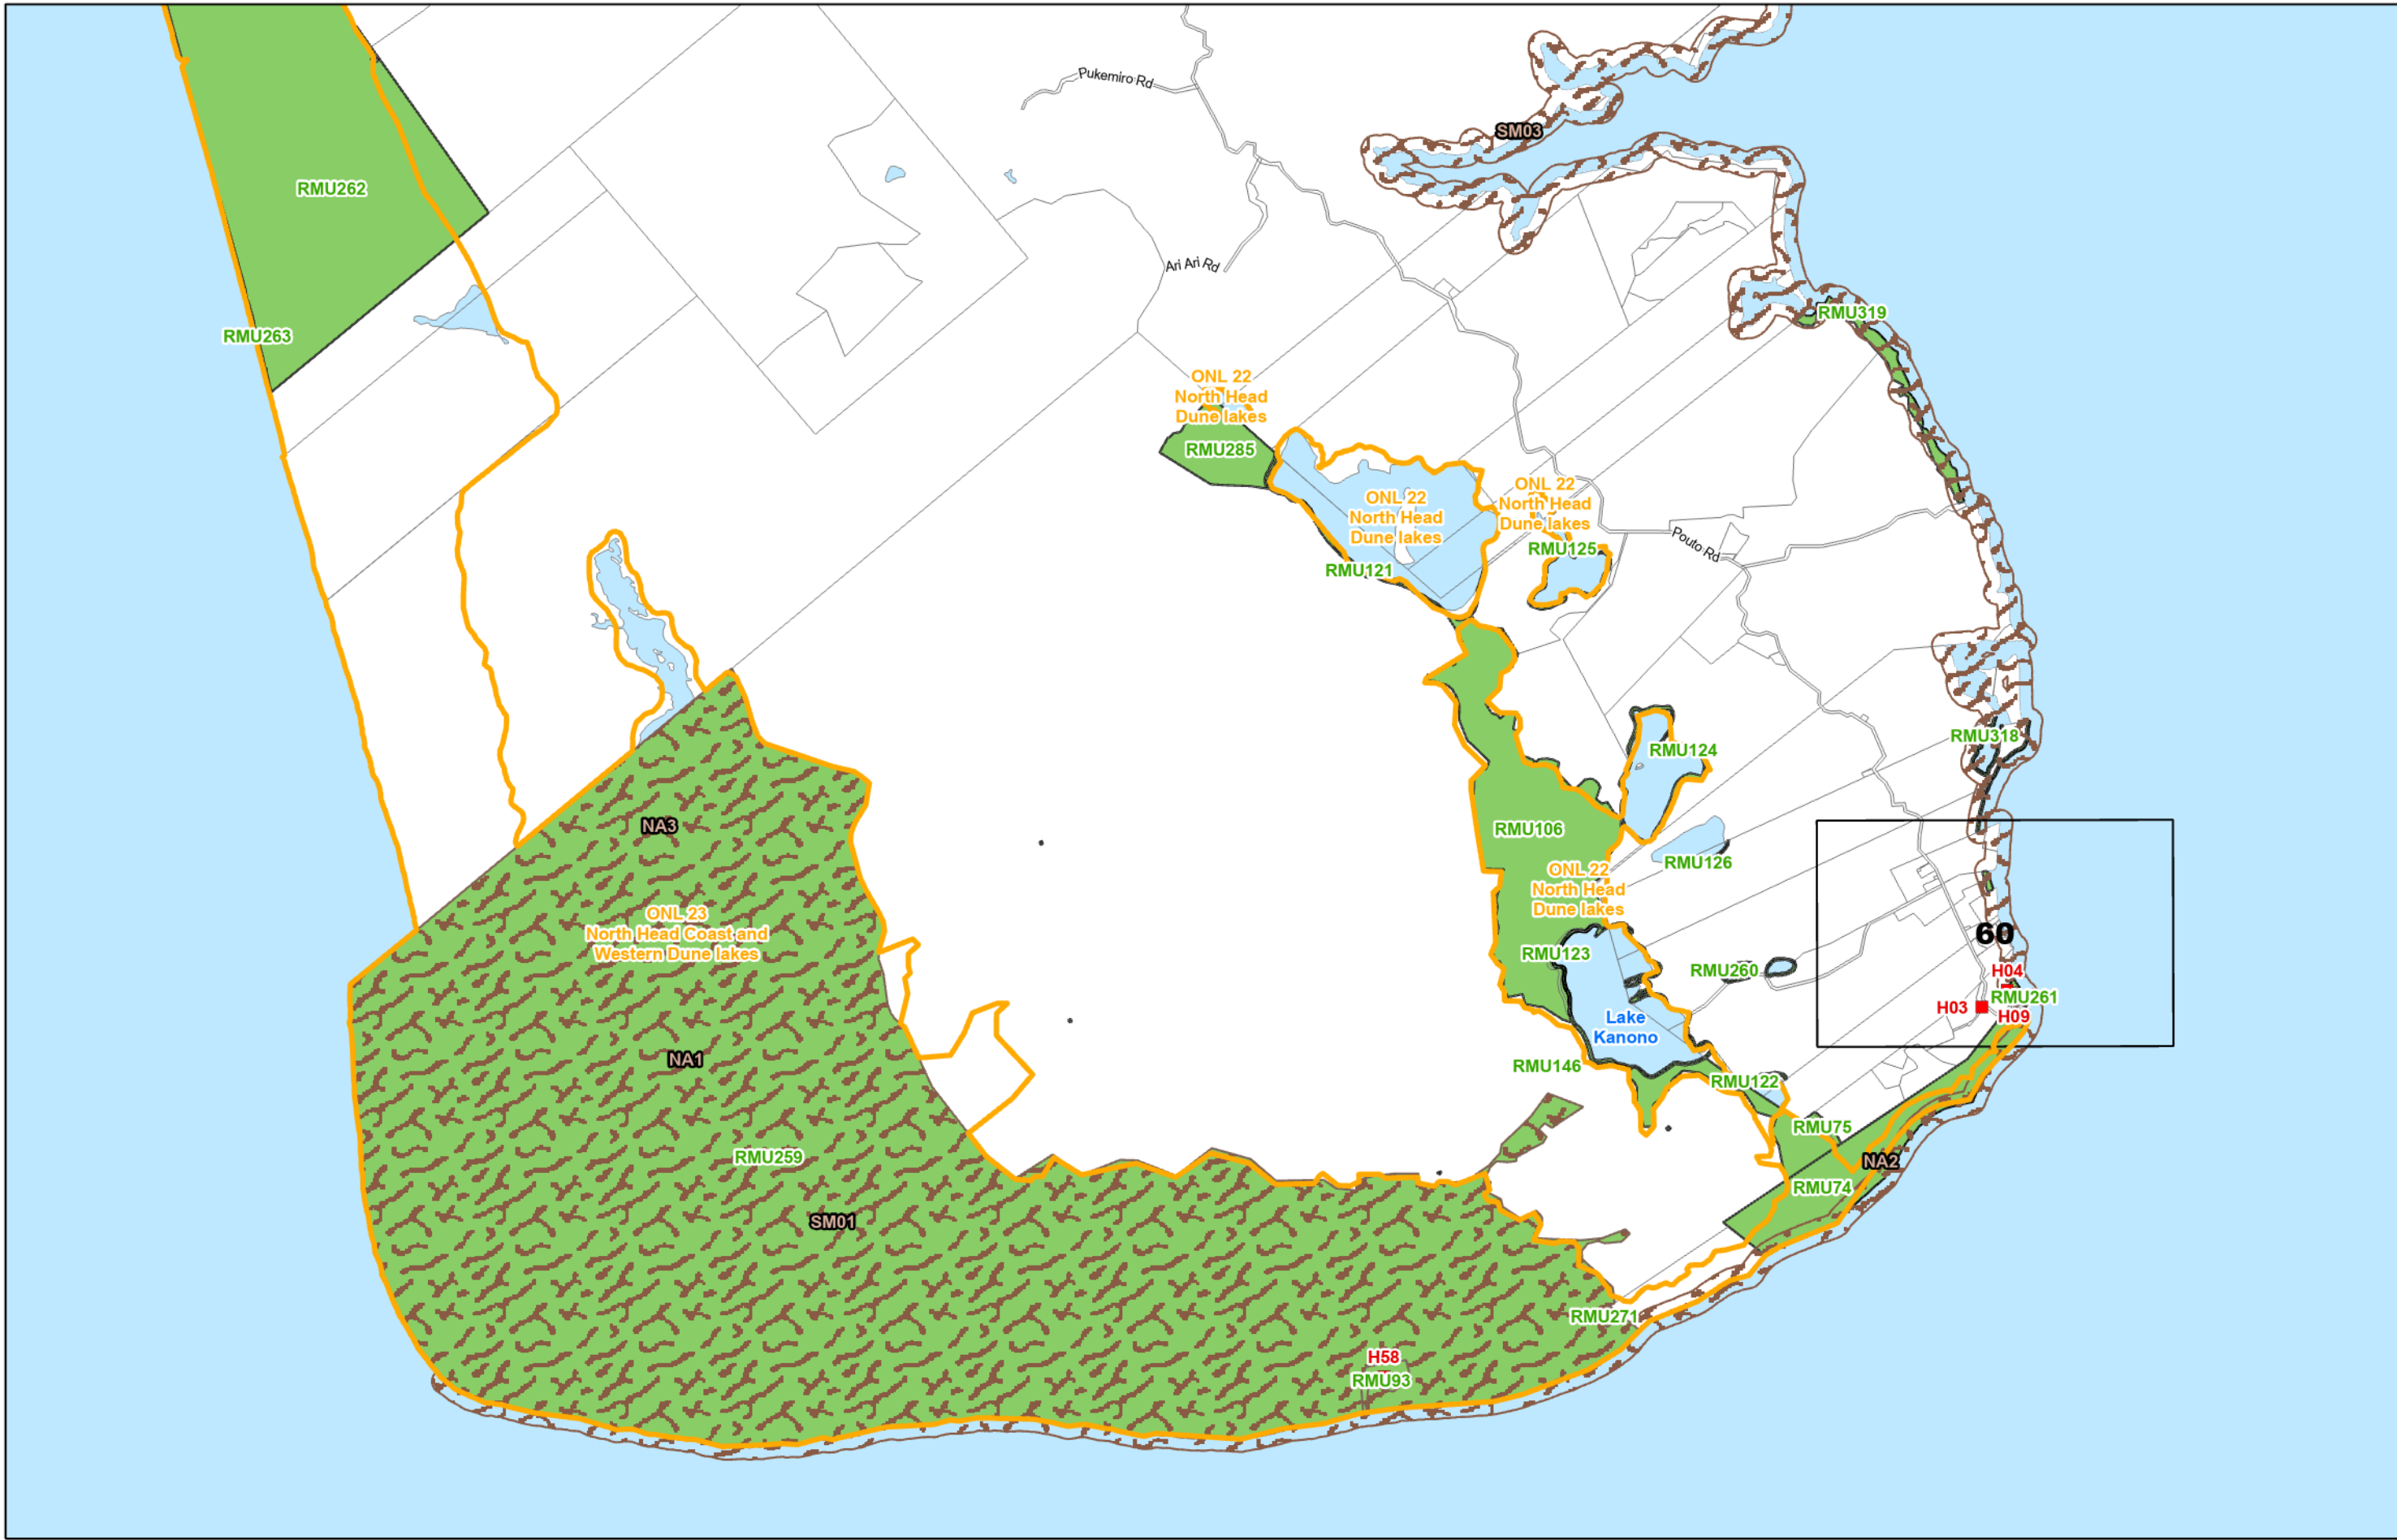 Pukemiro Rd
SM03
RMU262
Ari Ari Rd
RMU319
RMU263
ONL 22
North Head
Dune lakes
RMU285
ONL 22
North Head
Dune lakes
ONL 22
North Head
Dune lakes
RMU125
Pouto Rd
RMU121
RMU318
RMU124
NA3
RMU106
RMU126
ONL 22
North Head
Dune lakes
ONL 23
North Head Coast and
Western Dune lakes
60
RMU123
RMU260
H04
RMU261
H03
H09
Lake
Kanono
NA1
RMU146
RMU122
RMU75
RMU259
NA2
RMU74
SM01
RMU271
H58
RMU93